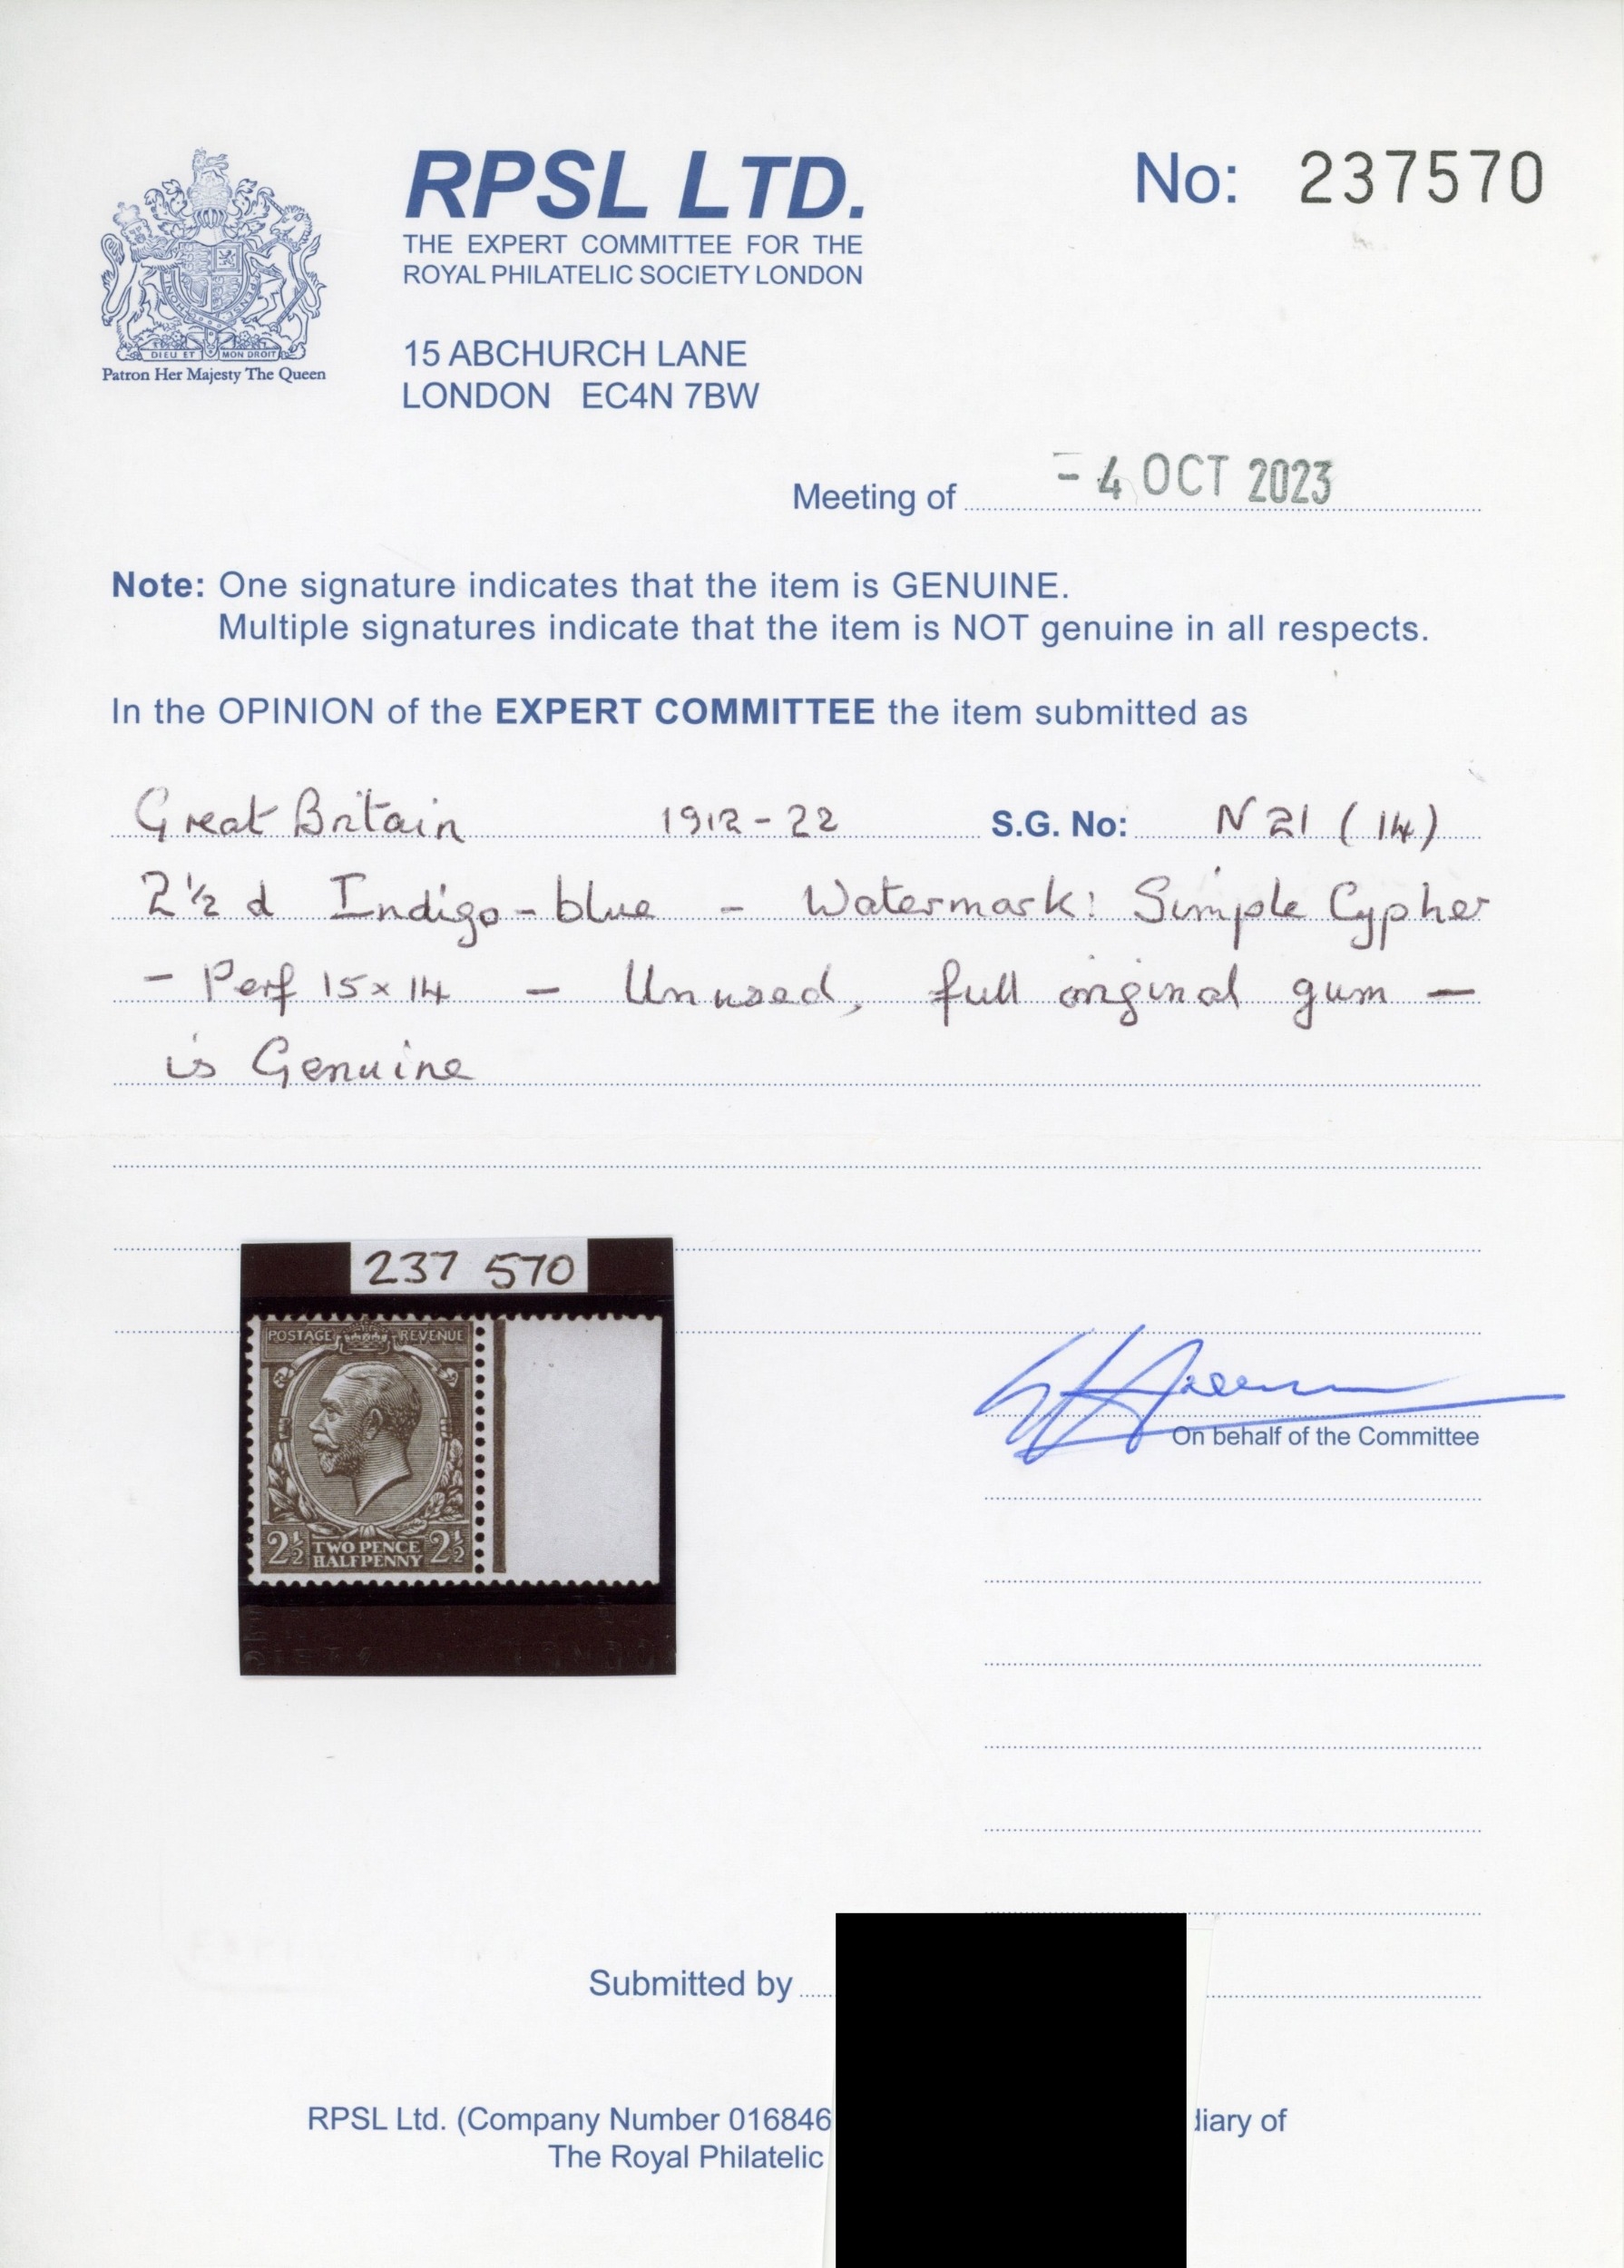 RPSL LTD.
THE EXPERT COMMITTEE FOR THE
ROYAL PHILATELIC SOCIETY LONDON
15 ABCHURCH LANE
LONDON EC4N 7BW
No: 237570
DIEU ET MON DROIT
Patron Her Majesty The Queen
Meeting of - 4 OCT 2023
Note: One signature indicates that the item is GENUINE.
Multiple signatures indicate that the item is NOT genuine in all respects.
In the OPINION of the EXPERT COMMITTEE the item submitted as
Great Britain 1912-22 S.G. No: N21 (14)
2½d Indigo-blue - Watermark: Simple Cypher
- Perf 15x14 - Unused, full original gum -
is Genuine
237 570
POSTAGE REVENUE
2½ TWO PENCE HALFPENNY 2½
On behalf of the Committee
Submitted by
RPSL Ltd. (Company Number 016846 diary of
The Royal Philatelic